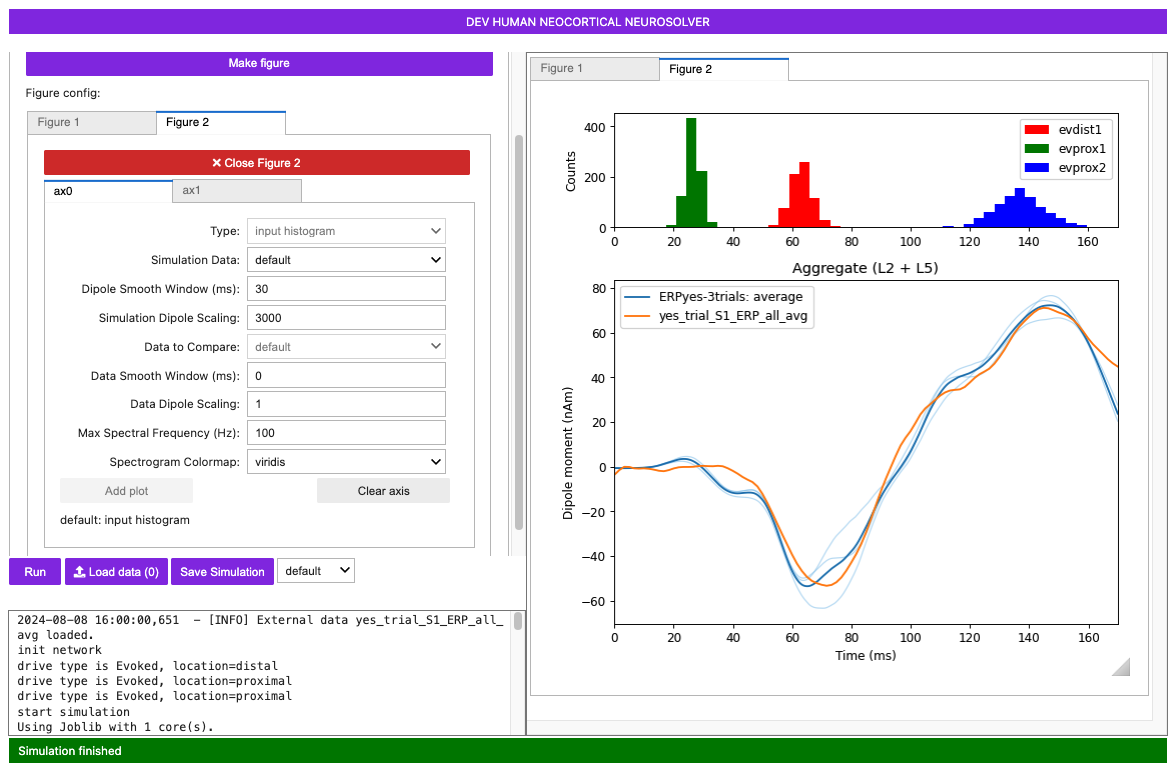 DEV HUMAN NEOCORTICAL NEUROSOLVER
Make figure
Figure config:
Figure 1
Figure 2
✕ Close Figure 2
ax0
ax1
Type:
input histogram
Simulation Data:
default
Dipole Smooth Window (ms):
30
Simulation Dipole Scaling:
3000
Data to Compare:
default
Data Smooth Window (ms):
0
Data Dipole Scaling:
1
Max Spectral Frequency (Hz):
100
Spectrogram Colormap:
viridis
Add plot
Clear axis
default: input histogram
Run
Load data (0)
Save Simulation
default
2024-08-08 16:00:00,651  - [INFO] External data yes_trial_S1_ERP_all_
avg loaded.
init network
drive type is Evoked, location=distal
drive type is Evoked, location=proximal
drive type is Evoked, location=proximal
start simulation
Using Joblib with 1 core(s).
Figure 1
Figure 2
Counts
400
200
0
evdist1
evprox1
evprox2
0 20 40 60 80 100 120 140 160
Aggregate (L2 + L5)
ERPyes-3trials: average
yes_trial_S1_ERP_all_avg
Dipole moment (nAm)
80
60
40
20
0
−20
−40
−60
0 20 40 60 80 100 120 140 160
Time (ms)
Simulation finished